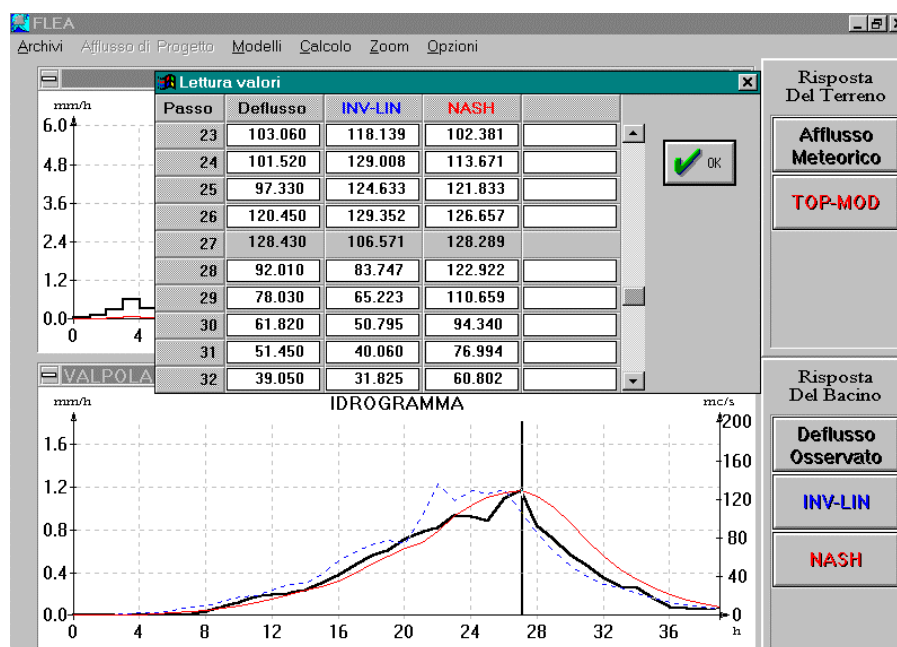 FLEA
Archivi Afflusso di Progetto Modelli Calcolo Zoom Opzioni
Lettura valori
Passo Deflusso INV-LIN NASH
23 103.060 118.139 102.381
24 101.520 129.008 113.671
25 97.330 124.633 121.833
26 120.450 129.352 126.657
27 128.430 106.571 128.289
28 92.010 83.747 122.922
29 78.030 65.223 110.659
30 61.820 50.795 94.340
31 51.450 40.060 76.994
32 39.050 31.825 60.802
OK
mm/h
6.0
4.8
3.6
2.4
1.2
0.0
0 4
Risposta
Del Terreno
Afflusso
Meteorico
TOP-MOD
VALPOLA
mm/h IDROGRAMMA mc/s
1.6
1.2
0.8
0.4
0.0
200
160
120
80
40
0
0 4 8 12 16 20 24 28 32 36 h
Risposta
Del Bacino
Deflusso
Osservato
INV-LIN
NASH